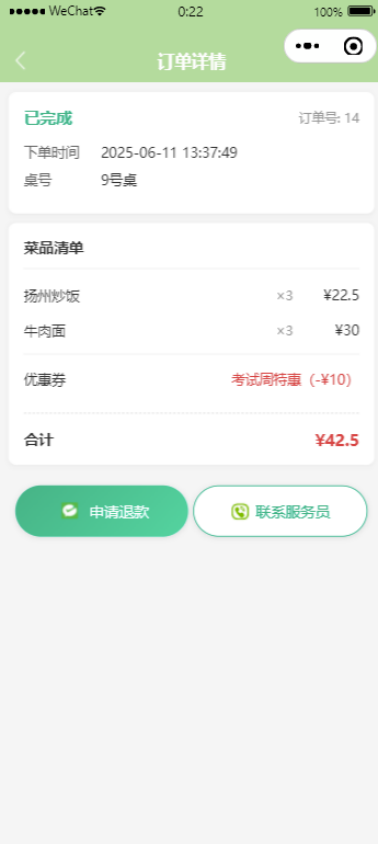 WeChat 0:22 100%
订单详情
已完成 订单号: 14
下单时间 2025-06-11 13:37:49
桌号 9号桌
菜品清单
扬州炒饭 ×3 ¥22.5
牛肉面 ×3 ¥30
优惠券 考试周特惠（-¥10）
合计 ¥42.5
申请退款 联系服务员